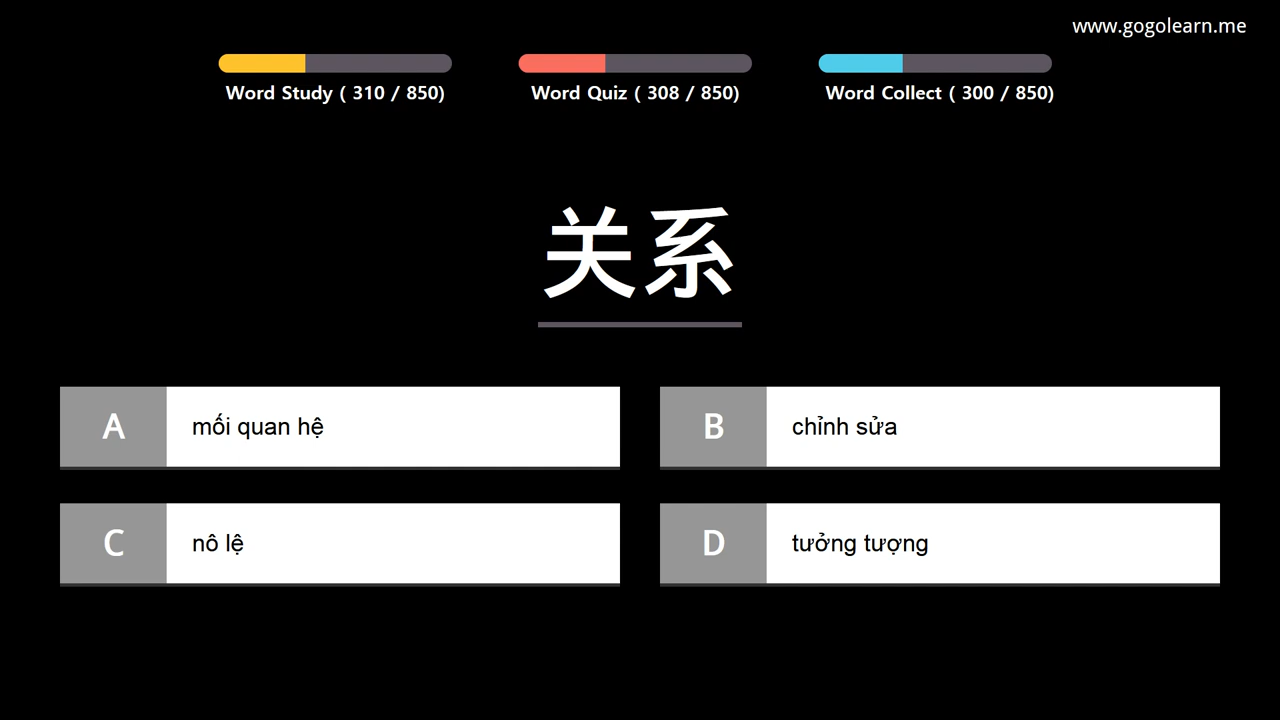 www.gogolearn.me
Word Study ( 310 / 850)
Word Quiz ( 308 / 850)
Word Collect ( 300 / 850)
关系
A mối quan hệ
B chỉnh sửa
C nô lệ
D tưởng tượng